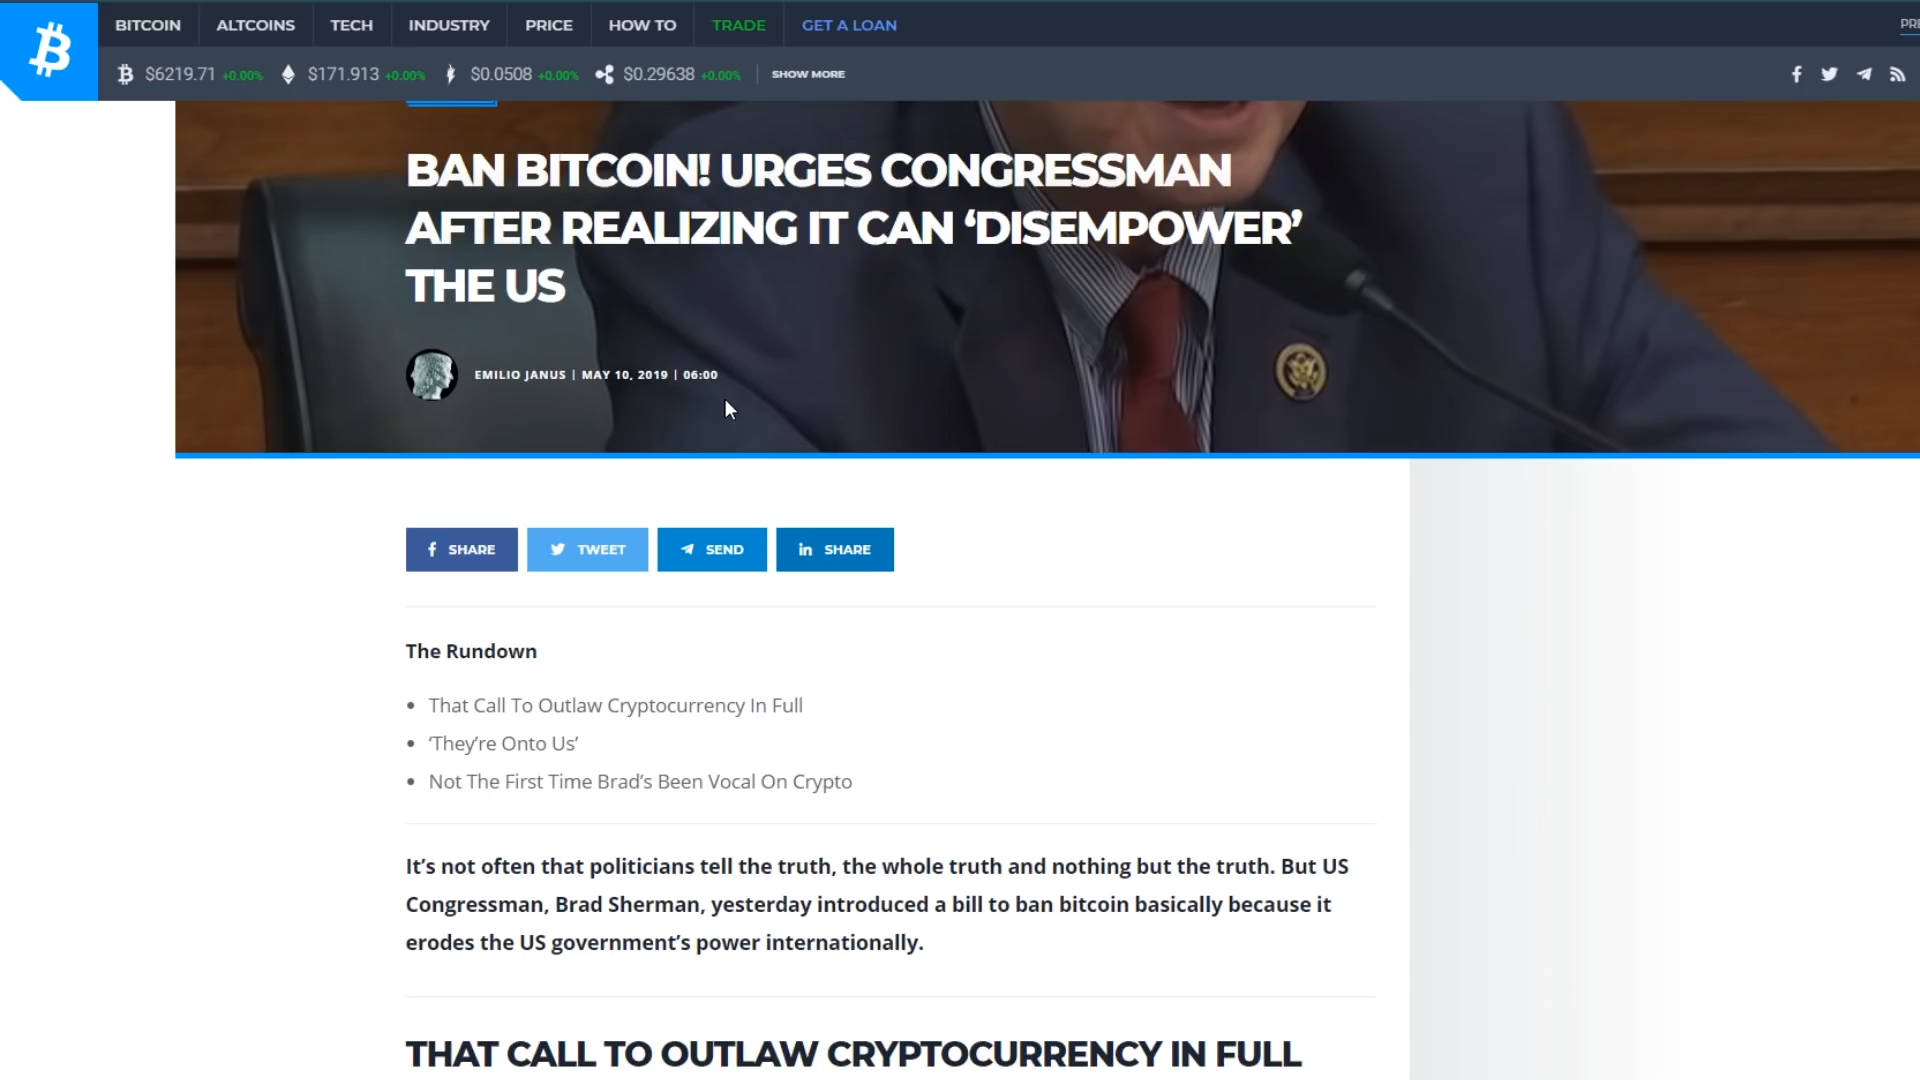 BITCOIN ALTCOINS TECH INDUSTRY PRICE HOW TO TRADE GET A LOAN
$6219.71 +0.00% $171.913 +0.00% $0.0508 +0.00% $0.29638 +0.00% SHOW MORE
BAN BITCOIN! URGES CONGRESSMAN
AFTER REALIZING IT CAN ‘DISEMPOWER’
THE US
EMILIO JANUS | MAY 10, 2019 | 06:00
SHARE TWEET SEND SHARE
The Rundown
• That Call To Outlaw Cryptocurrency In Full
• ‘They’re Onto Us’
• Not The First Time Brad’s Been Vocal On Crypto
It’s not often that politicians tell the truth, the whole truth and nothing but the truth. But US
Congressman, Brad Sherman, yesterday introduced a bill to ban bitcoin basically because it
erodes the US government’s power internationally.
THAT CALL TO OUTLAW CRYPTOCURRENCY IN FULL